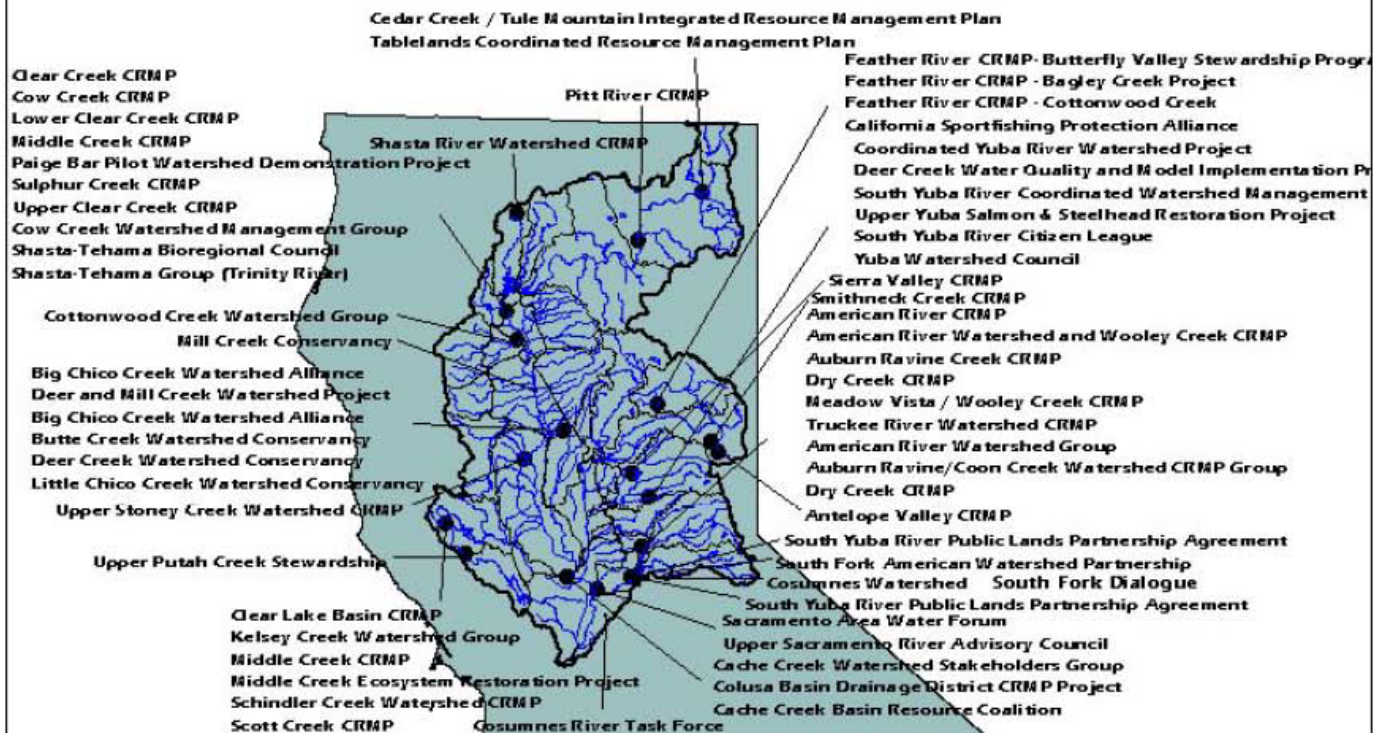 Cedar Creek / Tule Mountain Integrated Resource Management Plan
Tablelands Coordinated Resource Management Plan
Clear Creek CRMP
Cow Creek CRMP
Lower Clear Creek CRMP
Middle Creek CRMP
Paige Bar Pilot Watershed Demonstration Project
Sulphur Creek CRMP
Upper Clear Creek CRMP
Cow Creek Watershed Management Group
Shasta-Tehama Bioregional Council
Shasta-Tehama Group (Trinity River)
Pitt River CRMP
Shasta River Watershed CRMP
Feather River CRMP- Butterfly Valley Stewardship Progra
Feather River CRMP - Bagley Creek Project
Feather River CRMP - Cottonwood Creek
California Sportfishing Protection Alliance
Coordinated Yuba River Watershed Project
Deer Creek Water Quality and Model Implementation Pr
South Yuba River Coordinated Watershed Management
Upper Yuba Salmon & Steelhead Restoration Project
South Yuba River Citizen League
Yuba Watershed Council
Sierra Valley CRMP
Smithneck Creek CRMP
American River CRMP
American River Watershed and Wooley Creek CRMP
Auburn Ravine Creek CRMP
Dry Creek CRMP
Meadow Vista / Wooley Creek CRMP
Truckee River Watershed CRMP
American River Watershed Group
Auburn Ravine/Coon Creek Watershed CRMP Group
Dry Creek CRMP
Antelope Valley CRMP
Cottonwood Creek Watershed Group
Mill Creek Conservancy
Big Chico Creek Watershed Alliance
Deer and Mill Creek Watershed Project
Big Chico Creek Watershed Alliance
Butte Creek Watershed Conservancy
Deer Creek Watershed Conservancy
Little Chico Creek Watershed Conservancy
Upper Stoney Creek Watershed CRMP
Upper Putah Creek Stewardship
South Yuba River Public Lands Partnership Agreement
South Fork American Watershed Partnership
Cosumnes Watershed South Fork Dialogue
South Yuba River Public Lands Partnership Agreement
Sacramento Area Water Forum
Upper Sacramento River Advisory Council
Cache Creek Watershed Stakeholders Group
Colusa Basin Drainage District CRMP Project
Cache Creek Basin Resource Coalition
Clear Lake Basin CRMP
Kelsey Creek Watershed Group
Middle Creek CRMP
Middle Creek Ecosystem Restoration Project
Schindler Creek Watershed CRMP
Scott Creek CRMP
Cosumnes River Task Force